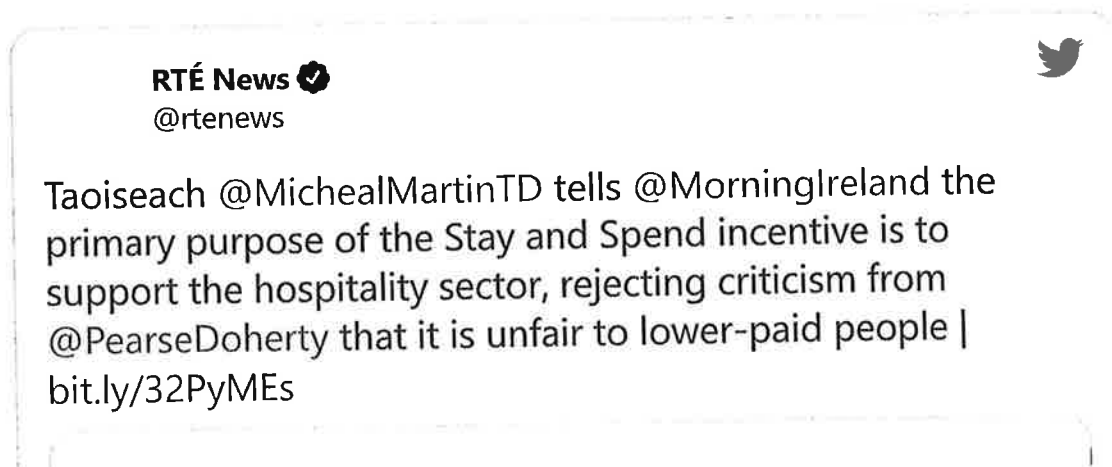 RTÉ News
@rtenews
Taoiseach @MichealMartinTD tells @MorningIreland the
primary purpose of the Stay and Spend incentive is to
support the hospitality sector, rejecting criticism from
@PearseDoherty that it is unfair to lower-paid people |
bit.ly/32PyMEs